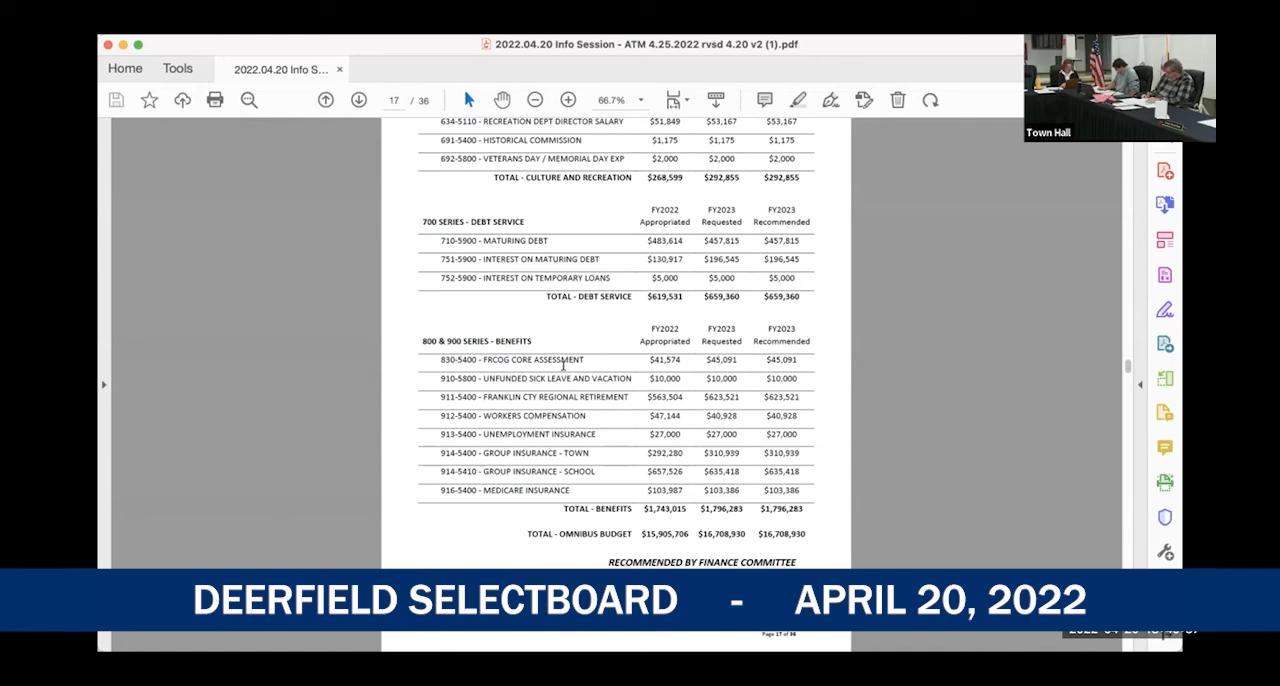 2022.04.20 Info Session - ATM 4.25.2022 rvsd 4.20 v2 (1).pdf
Home Tools 2022.04.20 Info S... ×
17 / 36 66.7%
Town Hall
634-5110 - RECREATION DEPT DIRECTOR SALARY $51,849 $53,167 $53,167
691-5400 - HISTORICAL COMMISSION $1,175 $1,175 $1,175
692-5800 - VETERANS DAY / MEMORIAL DAY EXP $2,000 $2,000 $2,000
TOTAL - CULTURE AND RECREATION $268,599 $292,855 $292,855
FY2022 FY2023 FY2023
700 SERIES - DEBT SERVICE Appropriated Requested Recommended
710-5900 - MATURING DEBT $483,614 $457,815 $457,815
751-5900 - INTEREST ON MATURING DEBT $130,917 $196,545 $196,545
752-5900 - INTEREST ON TEMPORARY LOANS $5,000 $5,000 $5,000
TOTAL - DEBT SERVICE $619,531 $659,360 $659,360
FY2022 FY2023 FY2023
800 & 900 SERIES - BENEFITS Appropriated Requested Recommended
830-5400 - FRCOG CORE ASSESSMENT $41,574 $45,091 $45,091
910-5800 - UNFUNDED SICK LEAVE AND VACATION $10,000 $10,000 $10,000
911-5400 - FRANKLIN CTY REGIONAL RETIREMENT $563,504 $623,521 $623,521
912-5400 - WORKERS COMPENSATION $47,144 $40,928 $40,928
913-5400 - UNEMPLOYMENT INSURANCE $27,000 $27,000 $27,000
914-5400 - GROUP INSURANCE - TOWN $292,280 $310,939 $310,939
914-5410 - GROUP INSURANCE - SCHOOL $657,526 $635,418 $635,418
916-5400 - MEDICARE INSURANCE $103,987 $103,386 $103,386
TOTAL - BENEFITS $1,743,015 $1,796,283 $1,796,283
TOTAL - OMNIBUS BUDGET $15,905,706 $16,708,930 $16,708,930
RECOMMENDED BY FINANCE COMMITTEE
DEERFIELD SELECTBOARD - APRIL 20, 2022
Page 17 of 36